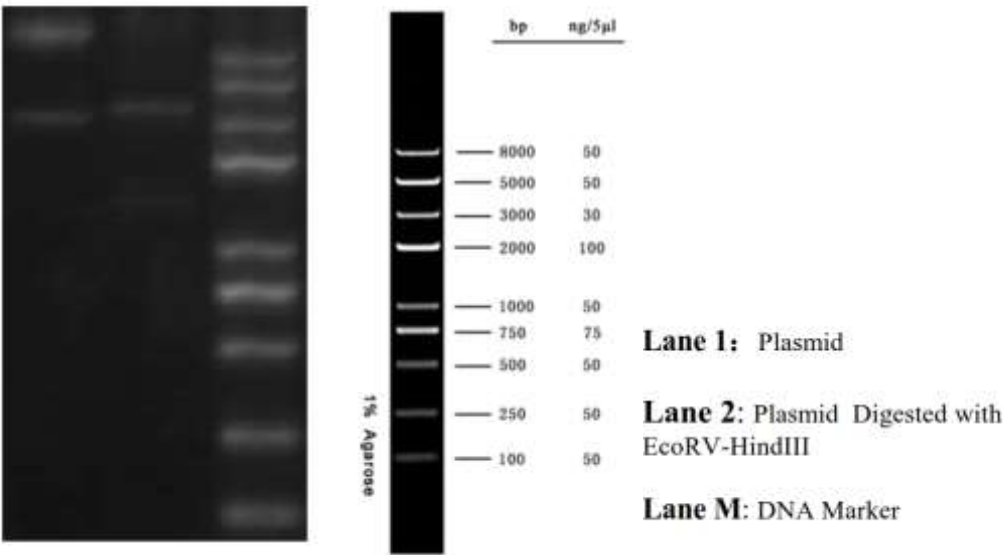 bp ng/5μl
8000 50
5000 50
3000 30
2000 100
1000 50
750 75
500 50
250 50
100 50
1% Agarose
Lane 1： Plasmid
Lane 2: Plasmid Digested with
EcoRV-HindIII
Lane M: DNA Marker